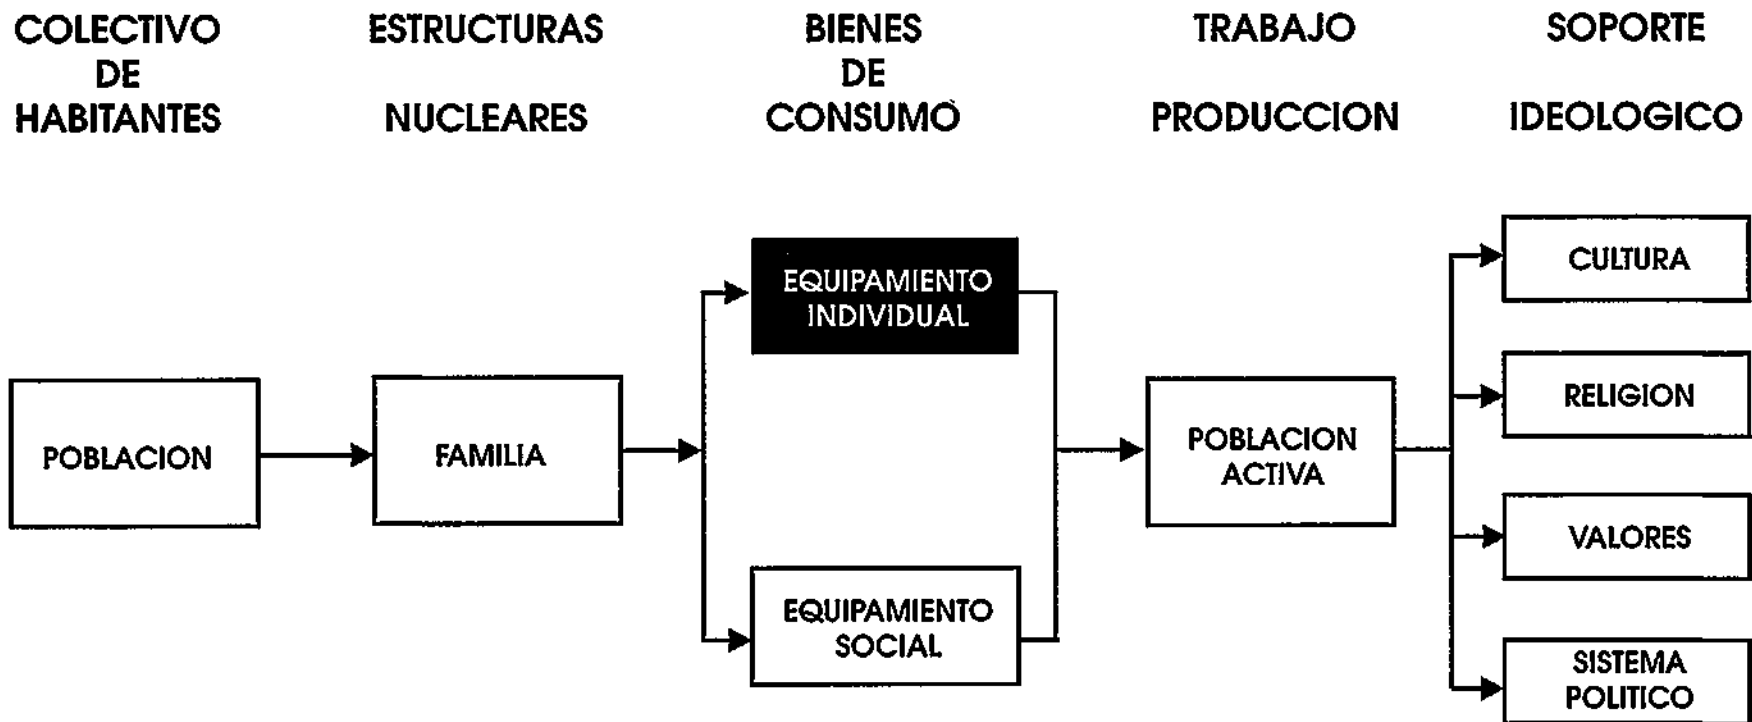 COLECTIVO
DE
HABITANTES
ESTRUCTURAS
NUCLEARES
BIENES
DE
CONSUMO
TRABAJO
PRODUCCION
SOPORTE
IDEOLOGICO
POBLACION
FAMILIA
EQUIPAMIENTO
INDIVIDUAL
EQUIPAMIENTO
SOCIAL
POBLACION
ACTIVA
CULTURA
RELIGION
VALORES
SISTEMA
POLITICO